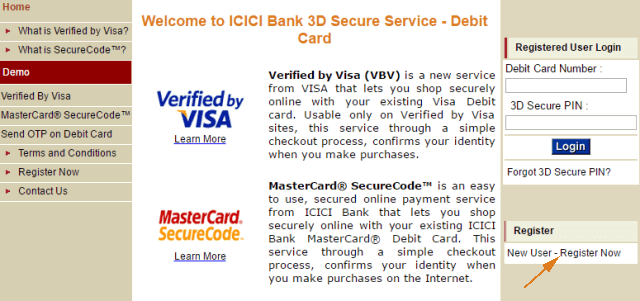 Home
What is Verified by Visa?
What is SecureCode™?
Demo
Verified By Visa
MasterCard® SecureCode™
Send OTP on Debit Card
Terms and Conditions
Register Now
Contact Us
Welcome to ICICI Bank 3D Secure Service - Debit
Card
Verified by
VISA
Learn More
Verified by Visa (VBV) is a new service
from VISA that lets you shop securely
online with your existing Visa Debit
card. Usable only on Verified by Visa
sites, this service through a simple
checkout process, confirms your identity
when you make purchases.
MasterCard®
SecureCode™
Learn More
MasterCard® SecureCode™ is an easy
to use, secured online payment service
from ICICI Bank that lets you shop
securely online with your existing ICICI
Bank MasterCard® Debit Card. This
service through a simple checkout
process, confirms your identity when
you make purchases on the Internet.
Registered User Login
Debit Card Number :
3D Secure PIN :
Login
Forgot 3D Secure PIN?
Register
New User - Register Now